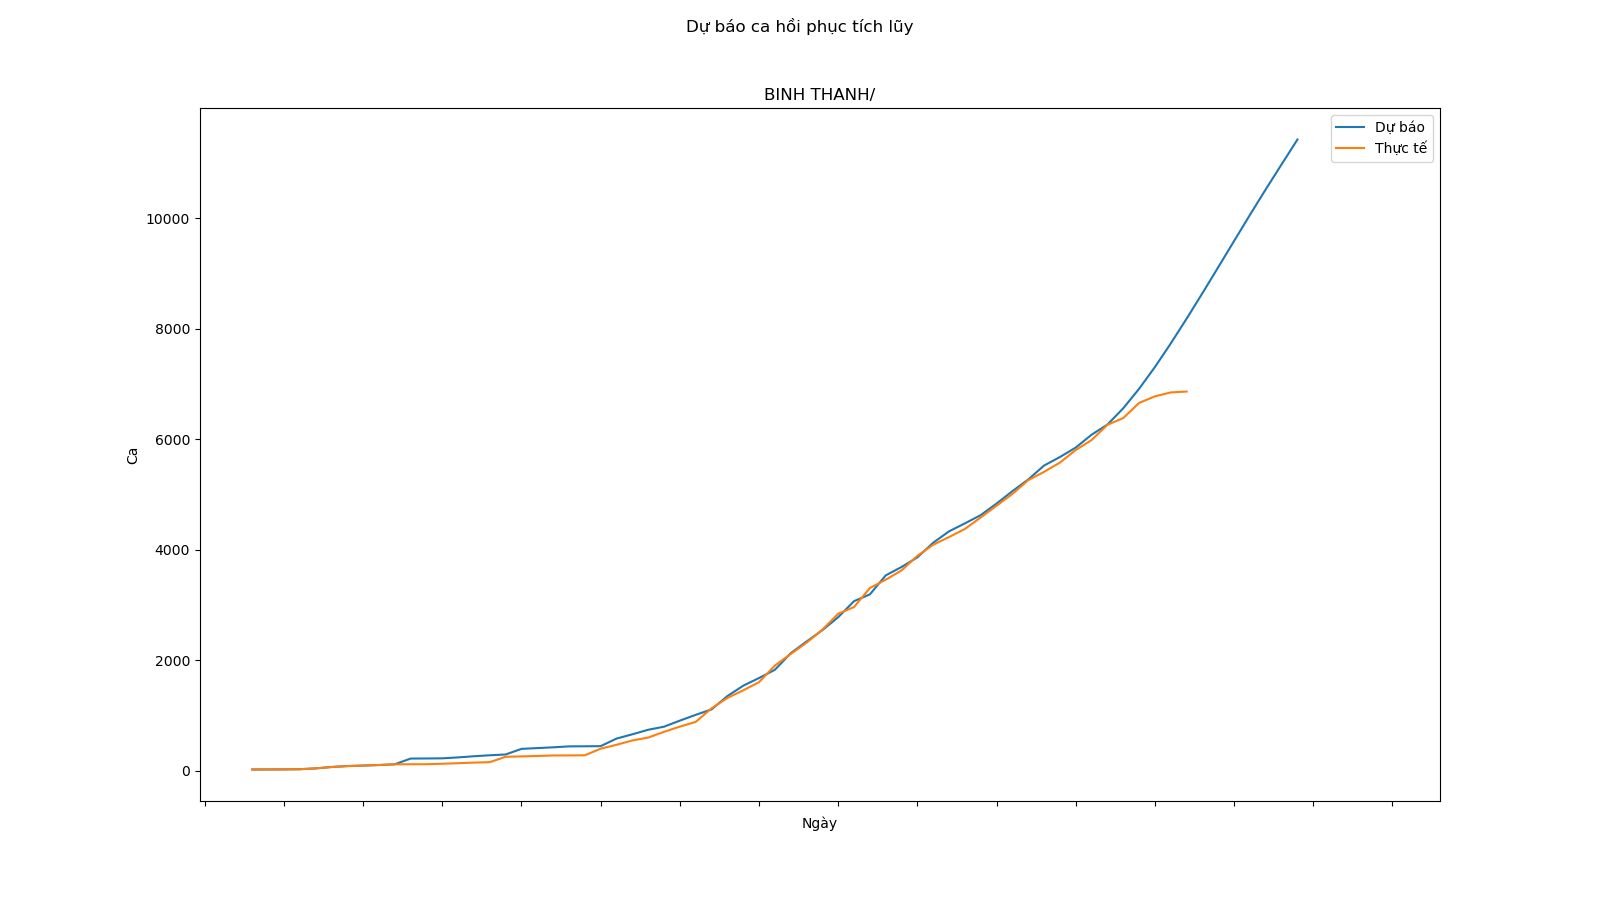 Dự báo ca hồi phục tích lũy
BINH THANH/
Dự báo
Thực tế
10000
8000
6000
4000
2000
0
Ca
Ngày